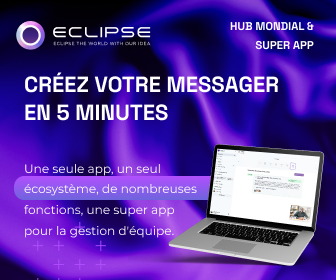 ECLIPSE
ECLIPSE THE WORLD WITH OUR IDEA
HUB MONDIAL &
SUPER APP
CRÉEZ VOTRE MESSAGER
EN 5 MINUTES
Une seule app, un seul
écosystème, de nombreuses
fonctions, une super app
pour la gestion d'équipe.